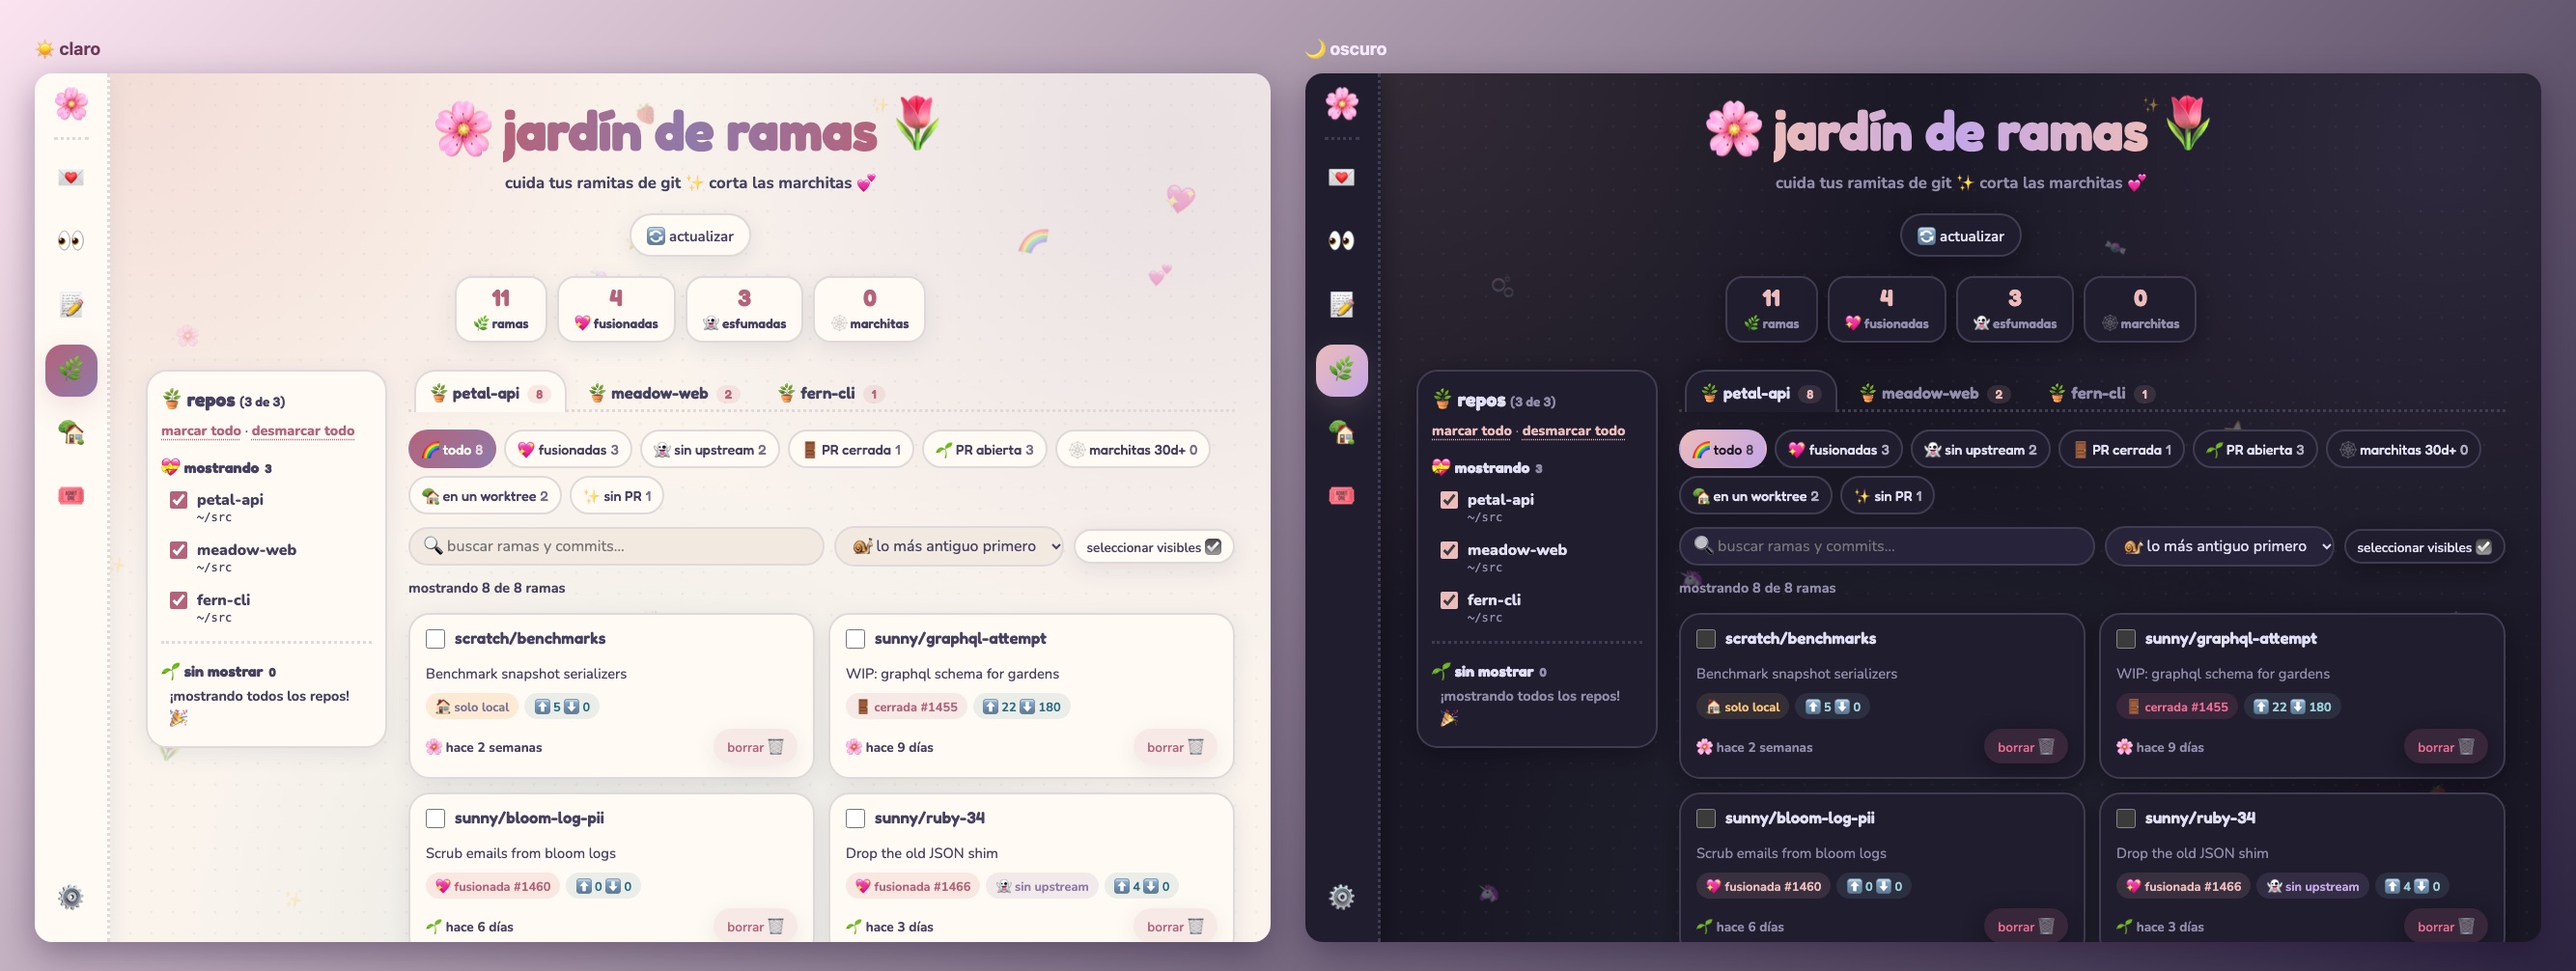 claro
jardín de ramas
cuida tus ramitas de git ✨ corta las marchitas 💕
actualizar
11
ramas
4
fusionadas
3
esfumadas
0
marchitas
repos (3 de 3)
marcar todo · desmarcar todo
mostrando 3
petal-api
~/src
meadow-web
~/src
fern-cli
~/src
sin mostrar 0
¡mostrando todos los repos!
petal-api 8
meadow-web 2
fern-cli 1
todo 8
fusionadas 3
sin upstream 2
PR cerrada 1
PR abierta 3
marchitas 30d+ 0
en un worktree 2
sin PR 1
buscar ramas y commits...
lo más antiguo primero
seleccionar visibles
mostrando 8 de 8 ramas
scratch/benchmarks
Benchmark snapshot serializers
solo local
5 0
hace 2 semanas
borrar
sunny/graphql-attempt
WIP: graphql schema for gardens
cerrada #1455
22 180
hace 9 días
borrar
sunny/bloom-log-pii
Scrub emails from bloom logs
fusionada #1460
0 0
hace 6 días
borrar
sunny/ruby-34
Drop the old JSON shim
fusionada #1466
sin upstream
4 0
hace 3 días
borrar
oscuro
jardín de ramas
cuida tus ramitas de git ✨ corta las marchitas 💕
actualizar
11
ramas
4
fusionadas
3
esfumadas
0
marchitas
repos (3 de 3)
marcar todo · desmarcar todo
mostrando 3
petal-api
~/src
meadow-web
~/src
fern-cli
~/src
sin mostrar 0
¡mostrando todos los repos!
petal-api 8
meadow-web 2
fern-cli 1
todo 8
fusionadas 3
sin upstream 2
PR cerrada 1
PR abierta 3
marchitas 30d+ 0
en un worktree 2
sin PR 1
buscar ramas y commits...
lo más antiguo primero
seleccionar visibles
mostrando 8 de 8 ramas
scratch/benchmarks
Benchmark snapshot serializers
solo local
5 0
hace 2 semanas
borrar
sunny/graphql-attempt
WIP: graphql schema for gardens
cerrada #1455
22 180
hace 9 días
borrar
sunny/bloom-log-pii
Scrub emails from bloom logs
fusionada #1460
0 0
hace 6 días
borrar
sunny/ruby-34
Drop the old JSON shim
fusionada #1466
sin upstream
4 0
hace 3 días
borrar